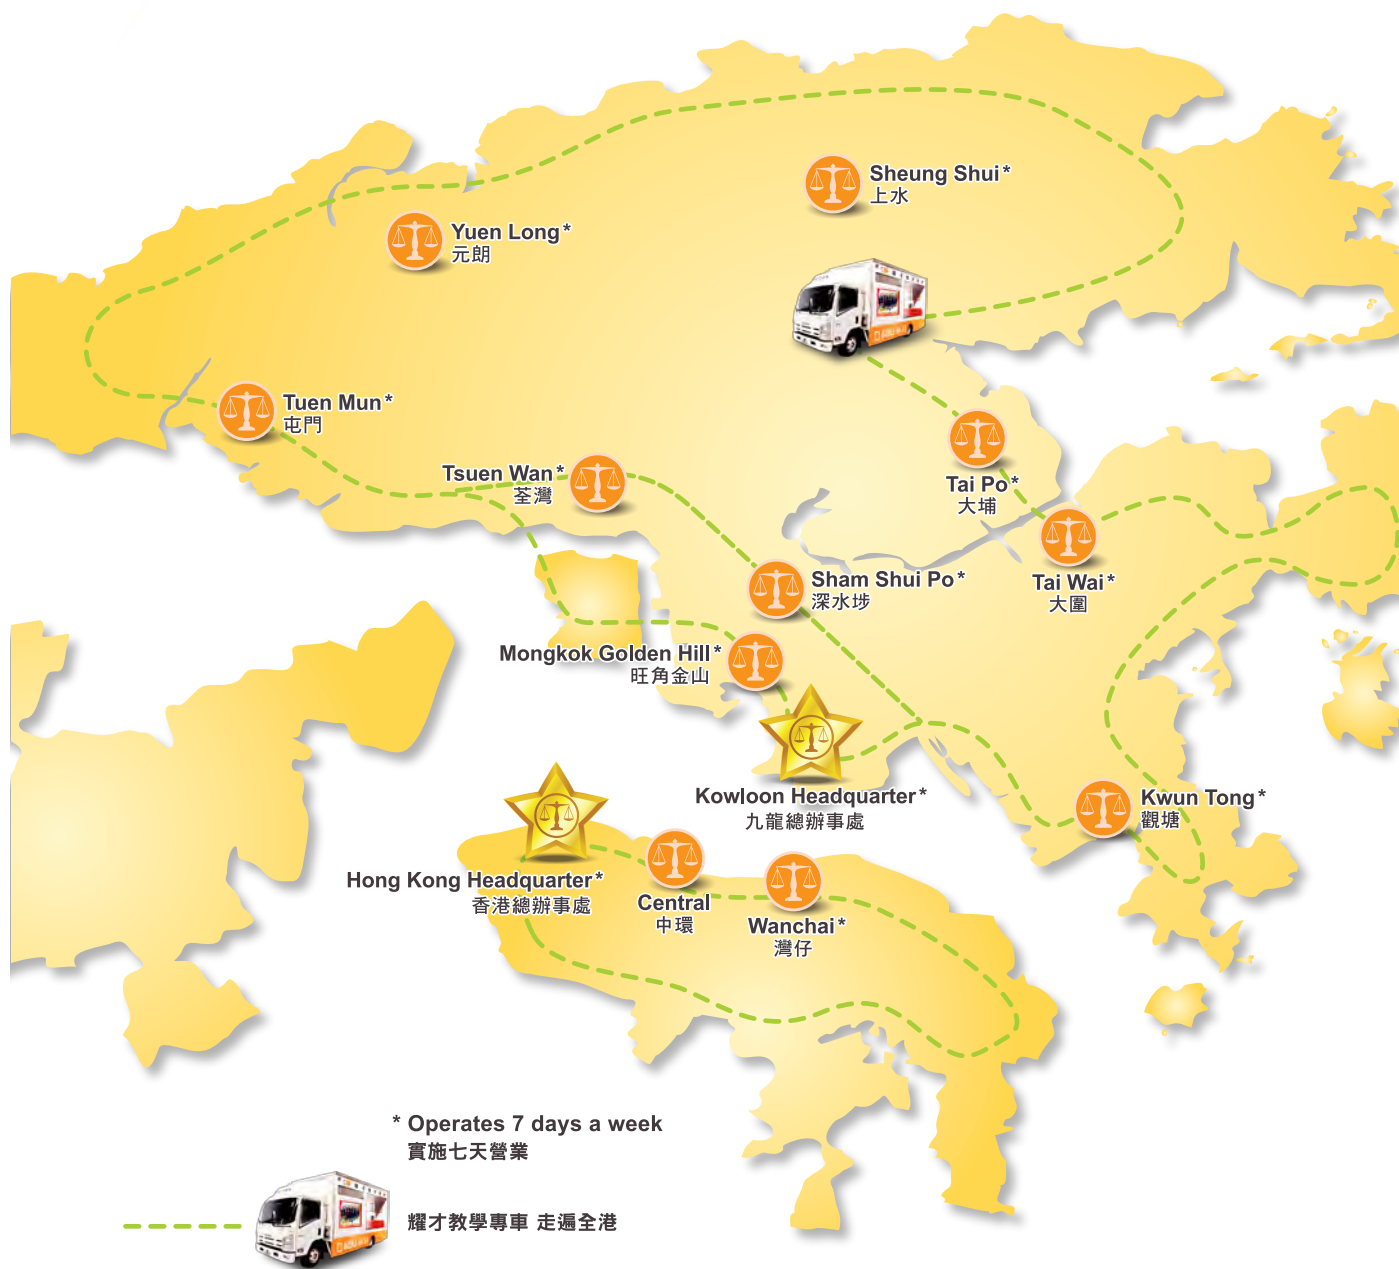 Sheung Shui*
上水
Yuen Long*
元朗
Tuen Mun*
屯門
Tsuen Wan*
荃灣
Tai Po*
大埔
Tai Wai*
大圍
Sham Shui Po*
深水埗
Mongkok Golden Hill*
旺角金山
Kowloon Headquarter*
九龍總辦事處
Kwun Tong*
觀塘
Hong Kong Headquarter*
香港總辦事處
Central
中環
Wanchai*
灣仔
* Operates 7 days a week
實施七天營業
耀才教學專車 走遍全港